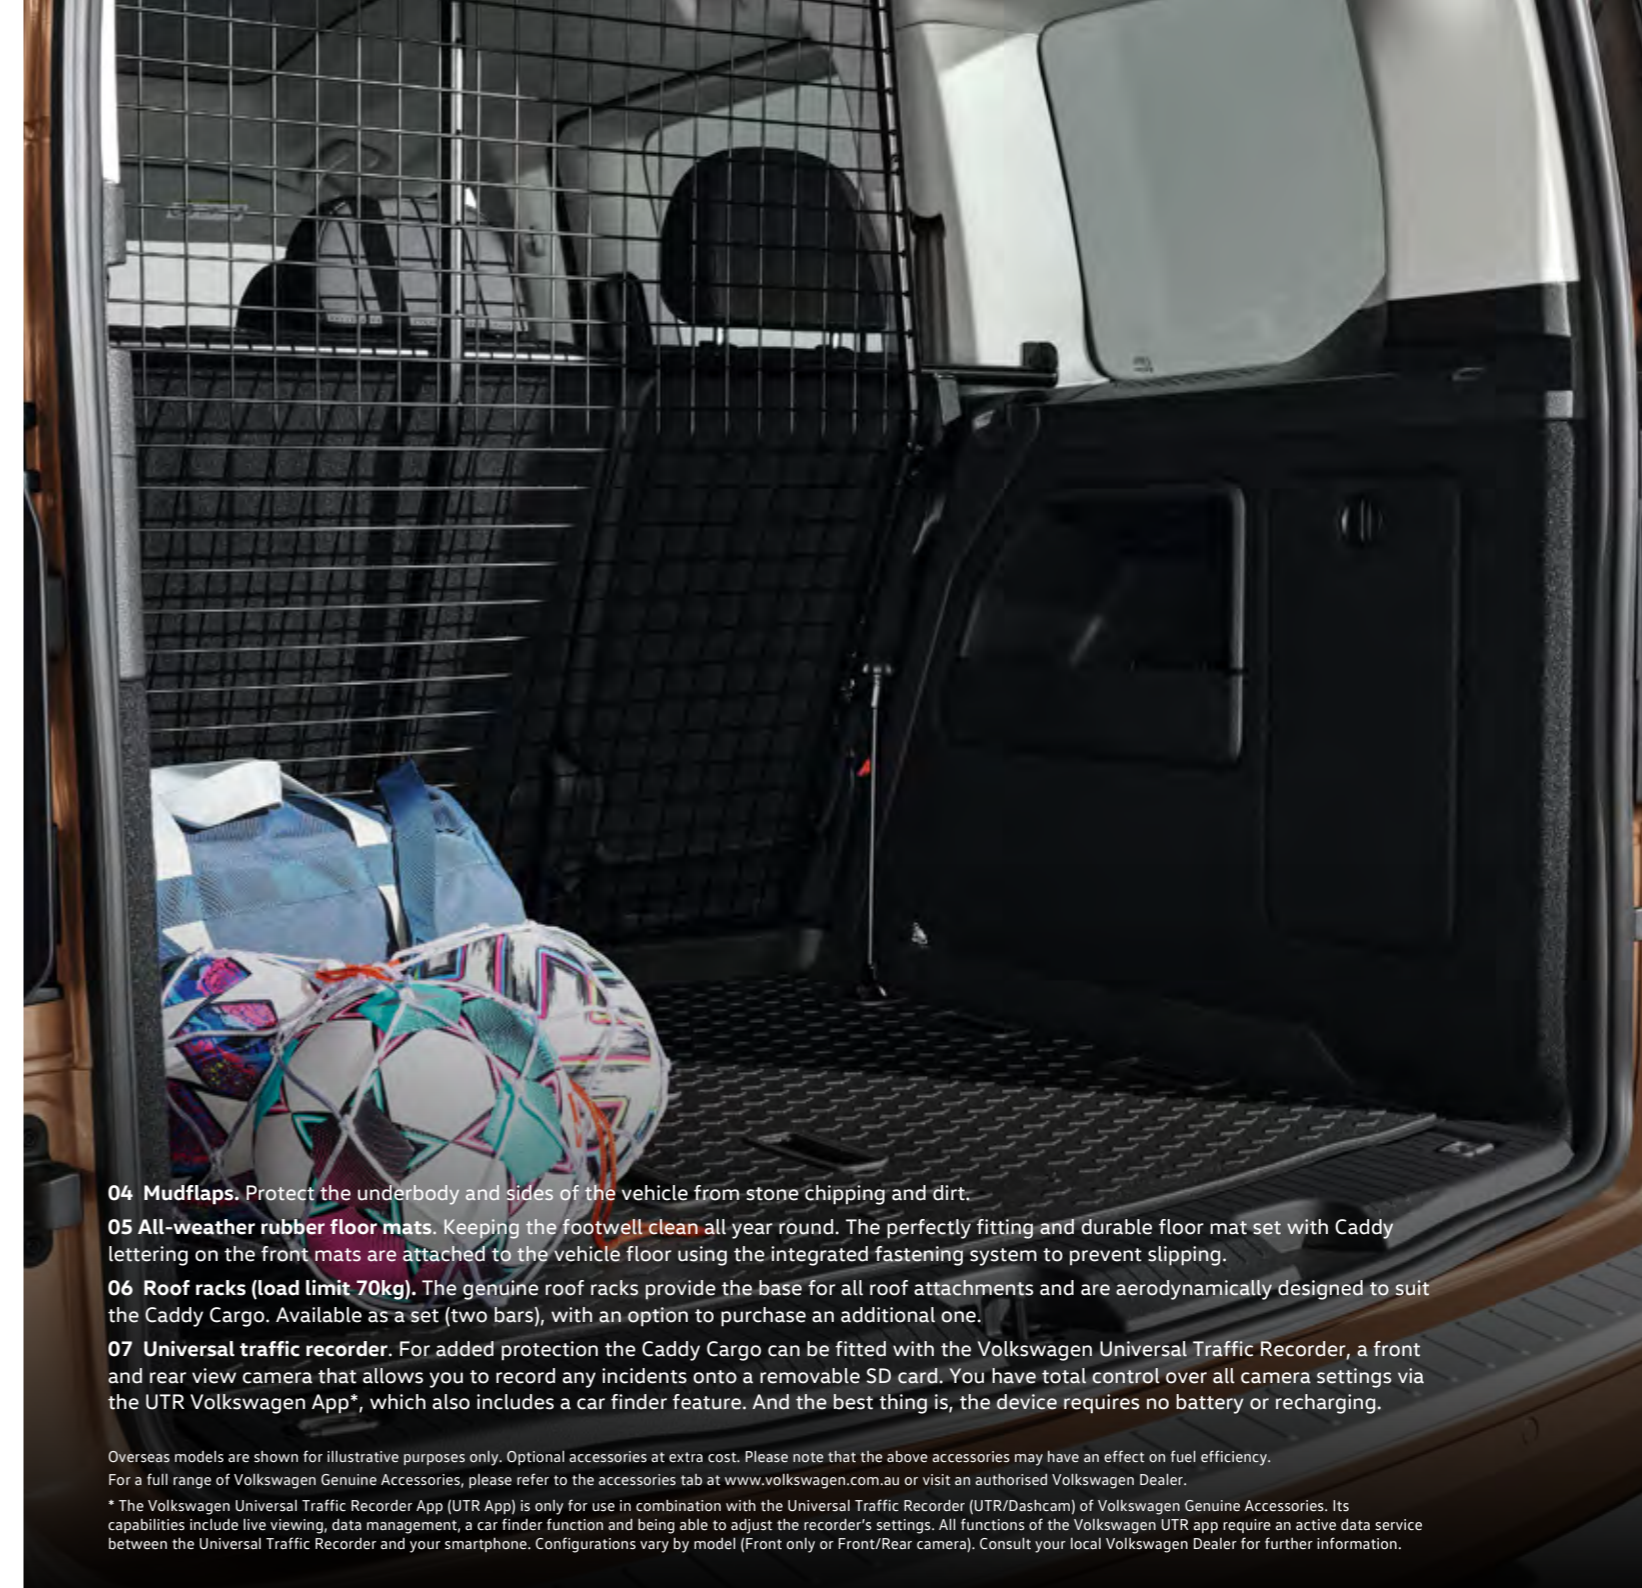 04 Mudflaps. Protect the underbody and sides of the vehicle from stone chipping and dirt.
05 All-weather rubber floor mats. Keeping the footwell clean all year round. The perfectly fitting and durable floor mat set with Caddy
lettering on the front mats are attached to the vehicle floor using the integrated fastening system to prevent slipping.
06 Roof racks (load limit 70kg). The genuine roof racks provide the base for all roof attachments and are aerodynamically designed to suit
the Caddy Cargo. Available as a set (two bars), with an option to purchase an additional one.
07 Universal traffic recorder. For added protection the Caddy Cargo can be fitted with the Volkswagen Universal Traffic Recorder, a front
and rear view camera that allows you to record any incidents onto a removable SD card. You have total control over all camera settings via
the UTR Volkswagen App*, which also includes a car finder feature. And the best thing is, the device requires no battery or recharging.
Overseas models are shown for illustrative purposes only. Optional accessories at extra cost. Please note that the above accessories may have an effect on fuel efficiency.
For a full range of Volkswagen Genuine Accessories, please refer to the accessories tab at www.volkswagen.com.au or visit an authorised Volkswagen Dealer.
* The Volkswagen Universal Traffic Recorder App (UTR App) is only for use in combination with the Universal Traffic Recorder (UTR/Dashcam) of Volkswagen Genuine Accessories. Its
capabilities include live viewing, data management, a car finder function and being able to adjust the recorder's settings. All functions of the Volkswagen UTR app require an active data service
between the Universal Traffic Recorder and your smartphone. Configurations vary by model (Front only or Front/Rear camera). Consult your local Volkswagen Dealer for further information.